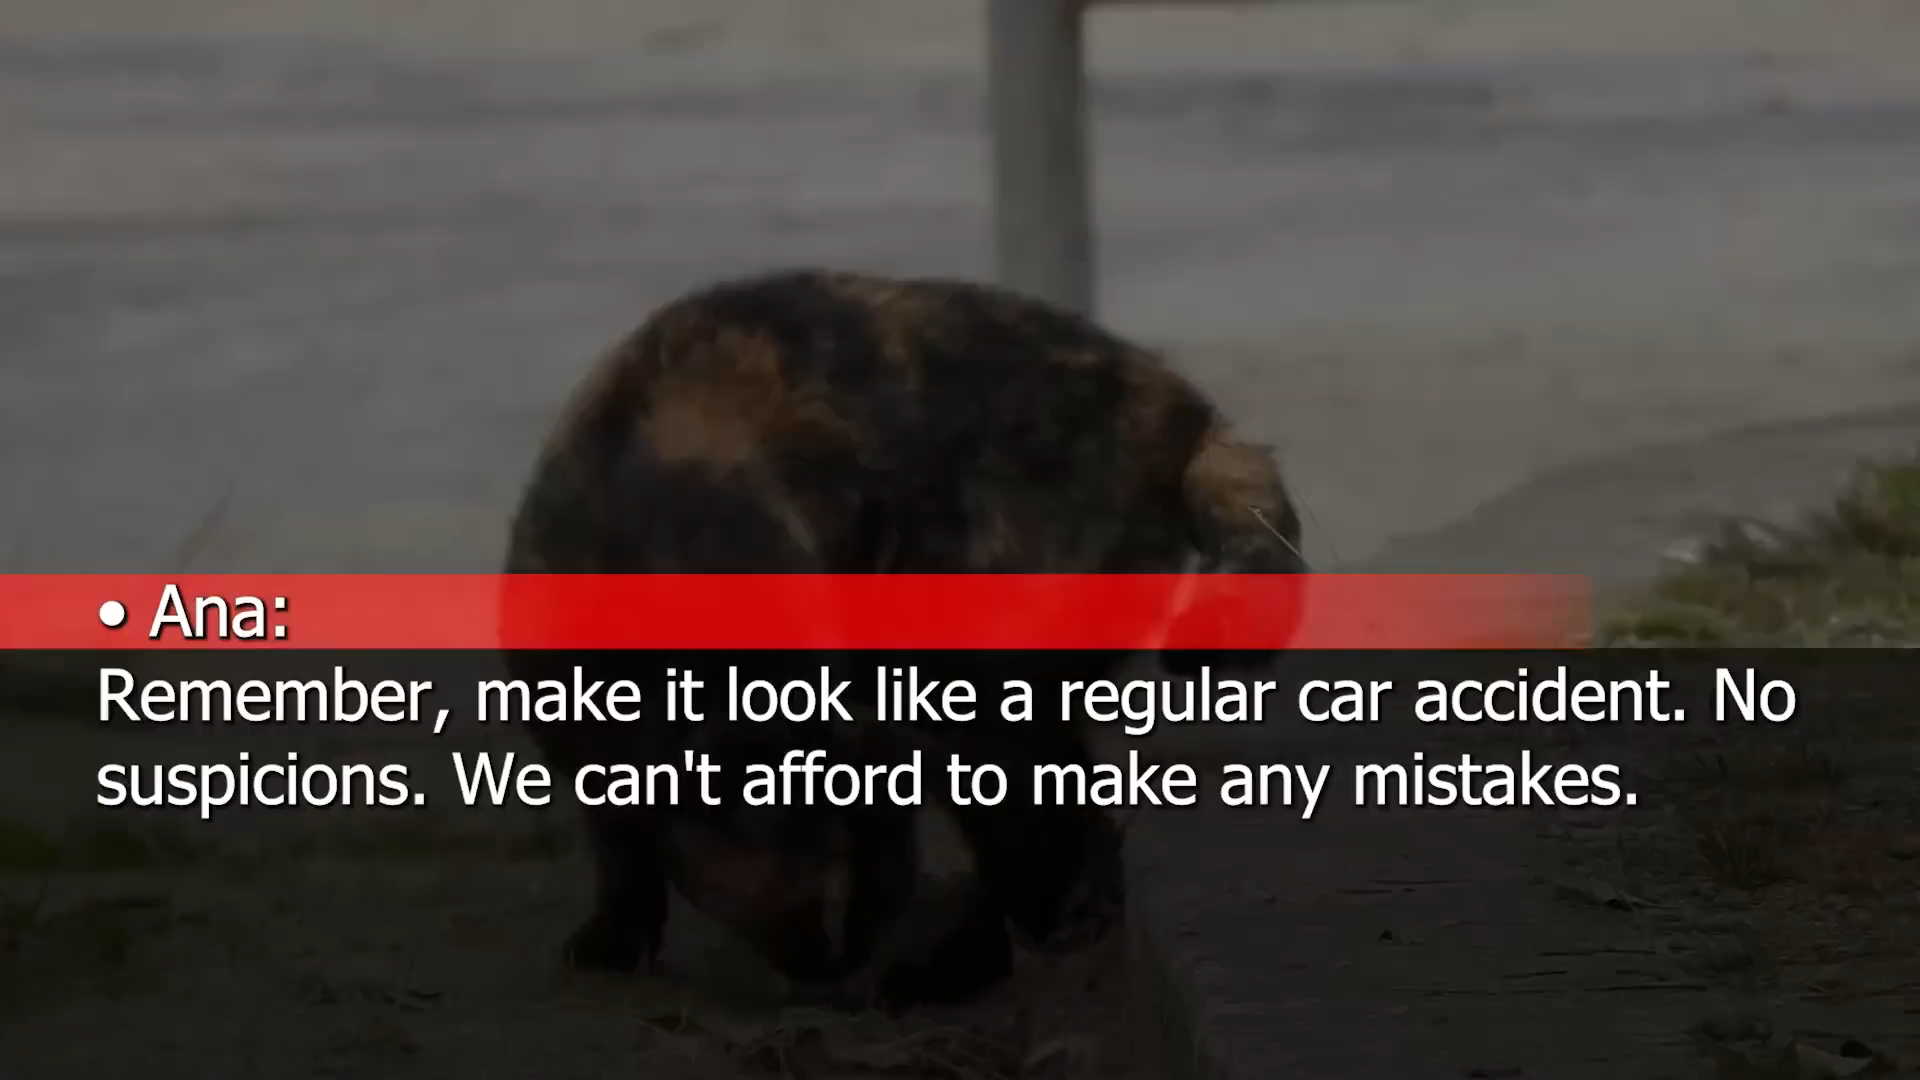 • Ana:
Remember, make it look like a regular car accident. No
suspicions. We can't afford to make any mistakes.